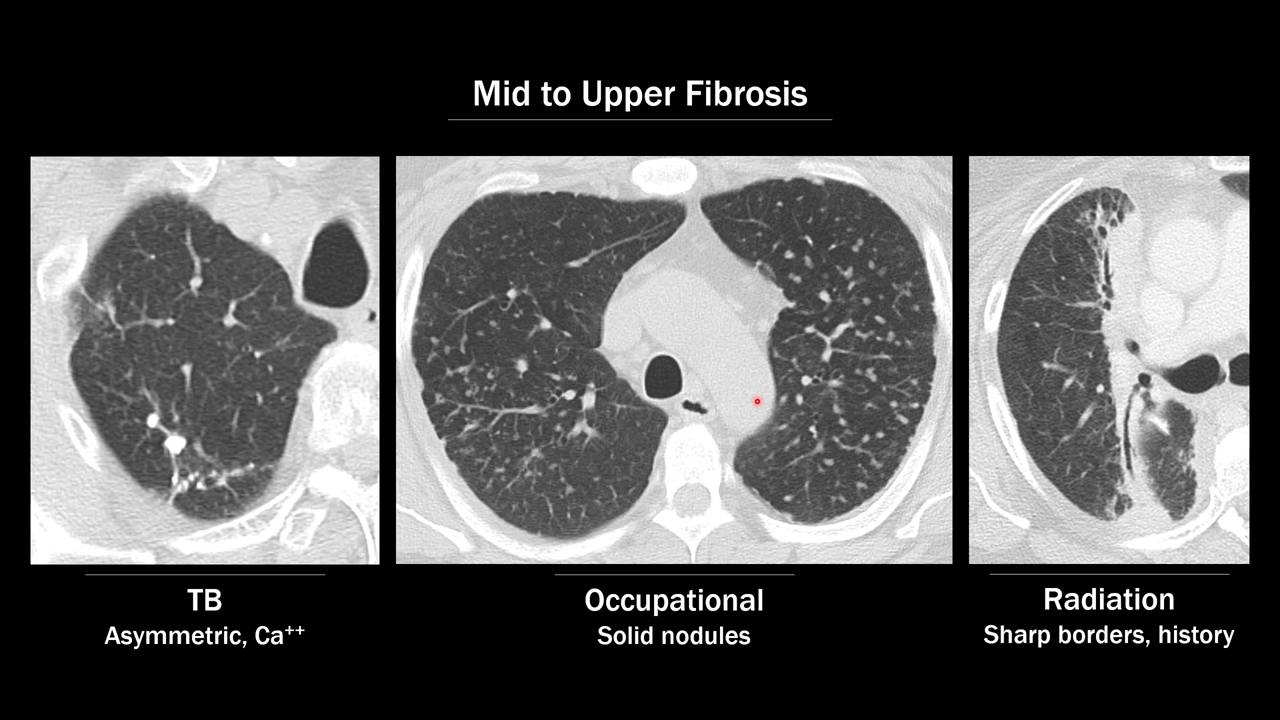 Mid to Upper Fibrosis
TB
Asymmetric, Ca⁺⁺
Occupational
Solid nodules
Radiation
Sharp borders, history